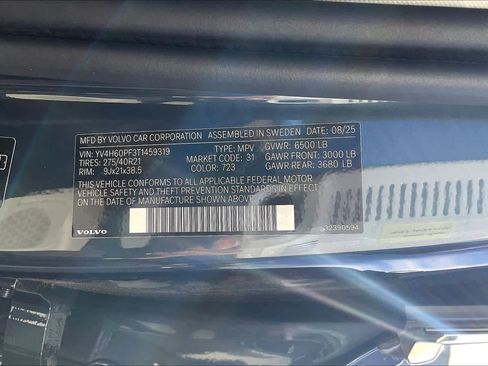 MFD BY VOLVO CAR CORPORATION ASSEMBLED IN SWEDEN DATE: 08/25
VIN: YV4H60PF3T1459319 TYPE: MPV GVWR: 6500 LB
TIRES: 275/40R21 MARKET CODE: 31 GAWR FRONT: 3000 LB
RIM: 9Jx21x38.5 COLOR: 723 GAWR REAR: 3680 LB
THIS VEHICLE CONFORMS TO ALL APPLICABLE FEDERAL MOTOR
VEHICLE SAFETY AND THEFT PREVENTION STANDARDS IN EFFECT
ON THE DATE OF MANUFACTURE SHOWN ABOVE.
VOLVO 32390594